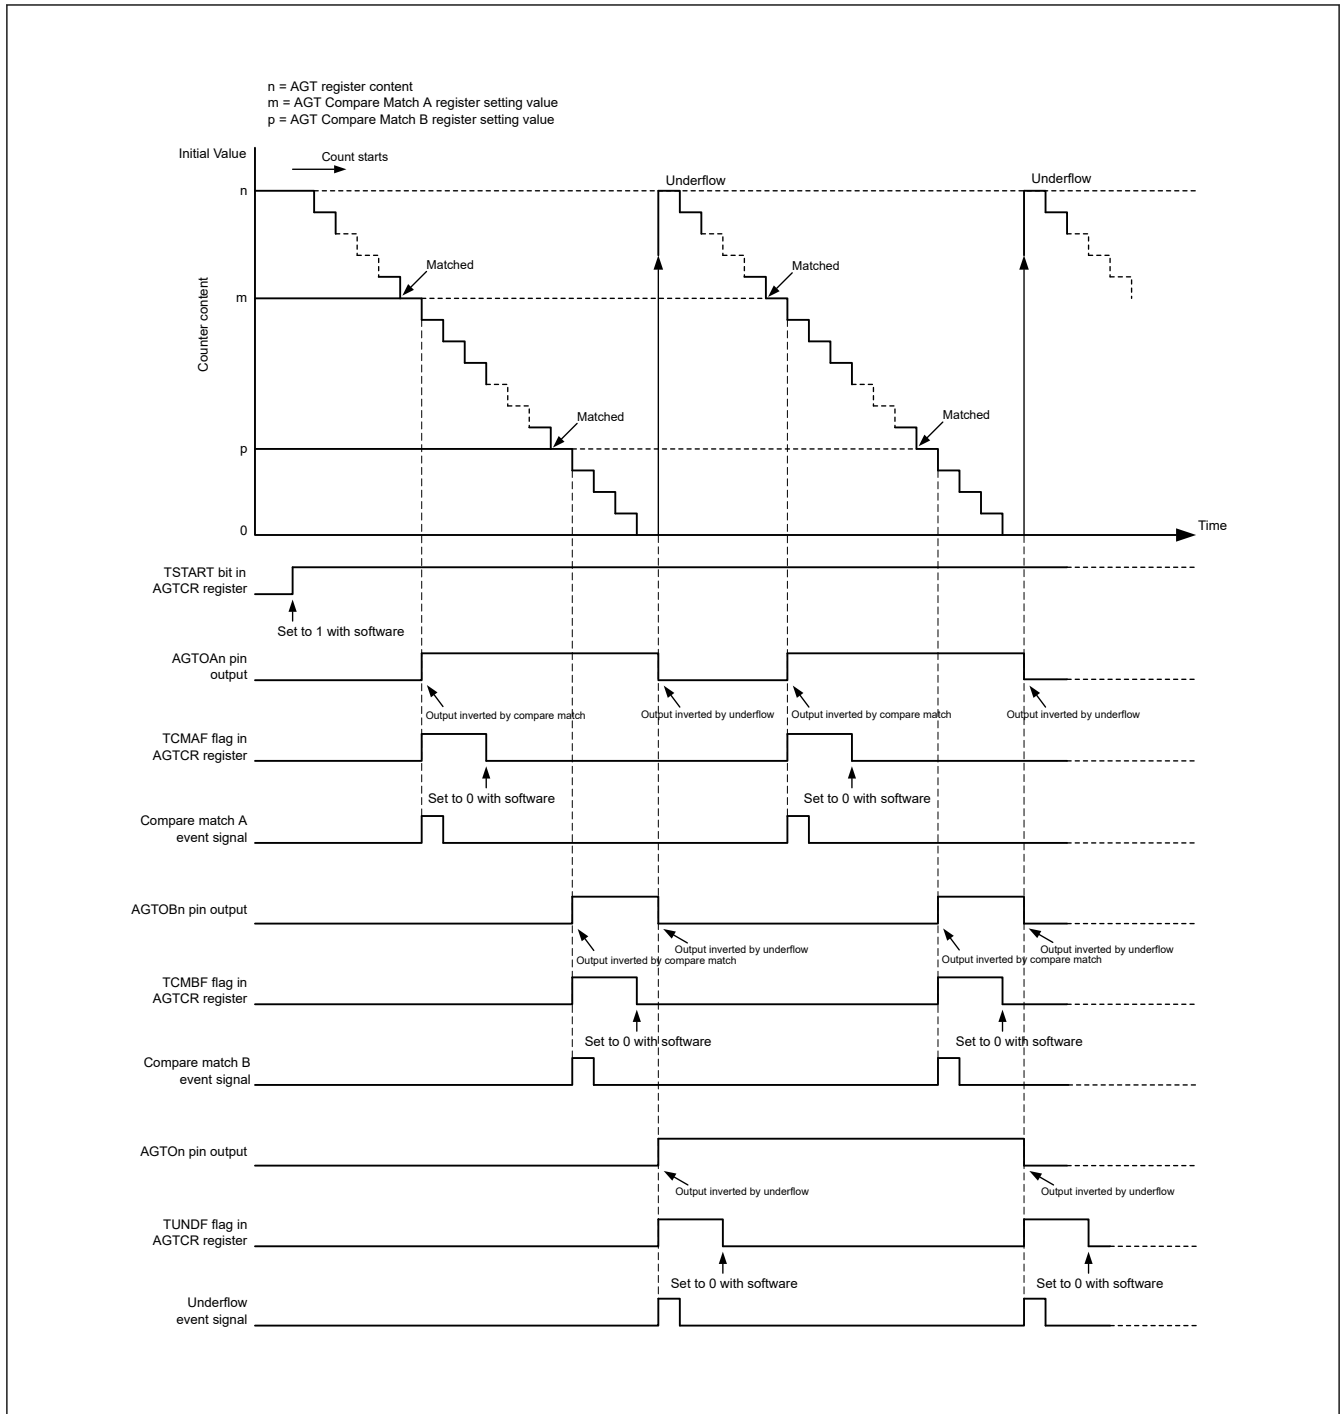 n = AGT register content
m = AGT Compare Match A register setting value
p = AGT Compare Match B register setting value
Initial Value
Count starts
n
Underflow
Underflow
Matched
Matched
m
Counter content
Matched
Matched
p
0
Time
TSTART bit in
AGTCR register
Set to 1 with software
AGTOAn pin
output
Output inverted by compare match
Output inverted by underflow
Output inverted by compare match
Output inverted by underflow
TCMAF flag in
AGTCR register
Set to 0 with software
Set to 0 with software
Compare match A
event signal
AGTOBn pin output
Output inverted by underflow
Output inverted by compare match
Output inverted by underflow
Output inverted by compare match
TCMBF flag in
AGTCR register
Set to 0 with software
Set to 0 with software
Compare match B
event signal
AGTOn pin output
Output inverted by underflow
Output inverted by underflow
TUNDF flag in
AGTCR register
Set to 0 with software
Set to 0 with software
Underflow
event signal